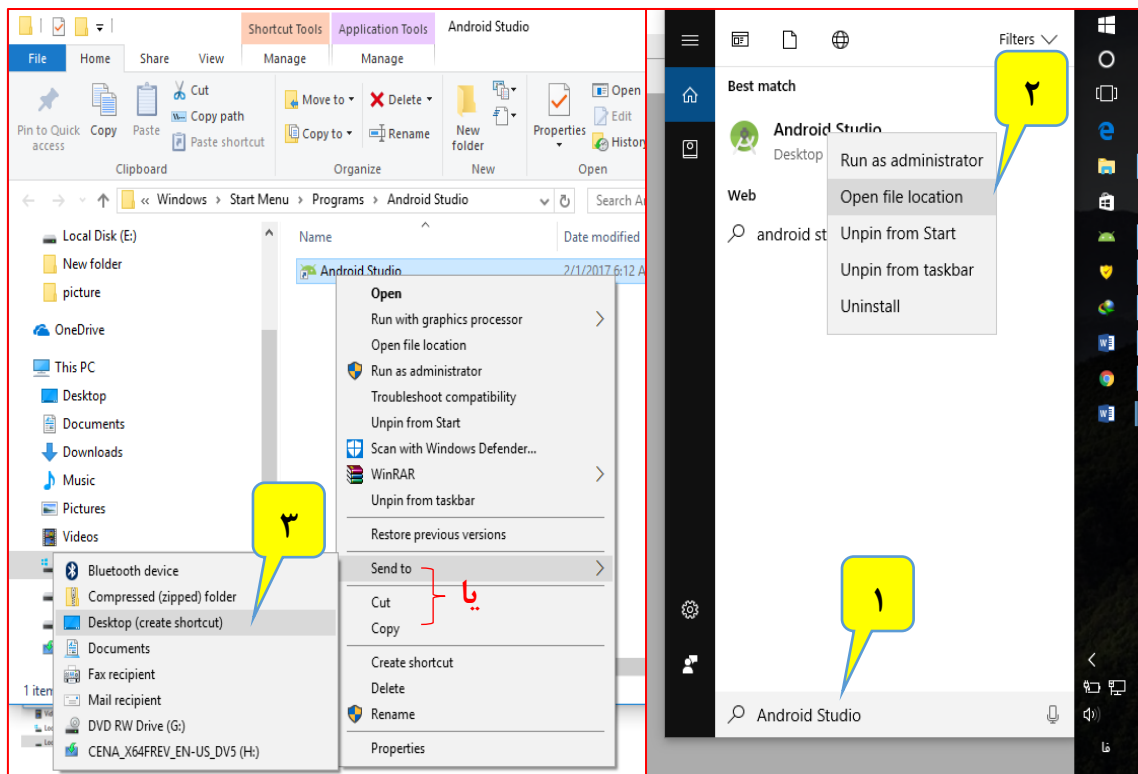 Shortcut Tools
Application Tools
Android Studio
File
Home
Share
View
Manage
Manage
Pin to Quick access
Copy
Paste
Cut
Copy path
Paste shortcut
Clipboard
Move to
Copy to
Delete
Rename
Organize
New folder
New
Properties
Open
Edit
History
Open
« Windows > Start Menu > Programs > Android Studio
Search A
Local Disk (E:)
New folder
picture
OneDrive
This PC
Desktop
Documents
Downloads
Music
Pictures
Videos
Name
Date modified
Android Studio
2/1/2017 6:12 A
Open
Run with graphics processor
Open file location
Run as administrator
Troubleshoot compatibility
Unpin from Start
Scan with Windows Defender...
WinRAR
Unpin from taskbar
Restore previous versions
Send to
Cut
Copy
یا
Create shortcut
Delete
Rename
Properties
۳
Bluetooth device
Compressed (zipped) folder
Desktop (create shortcut)
Documents
Fax recipient
Mail recipient
DVD RW Drive (G:)
CENA_X64FREV_EN-US_DV5 (H:)
1 iten
Filters
۲
Best match
Android Studio
Desktop
Web
android st
Run as administrator
Open file location
Unpin from Start
Unpin from taskbar
Uninstall
۱
Android Studio
فا